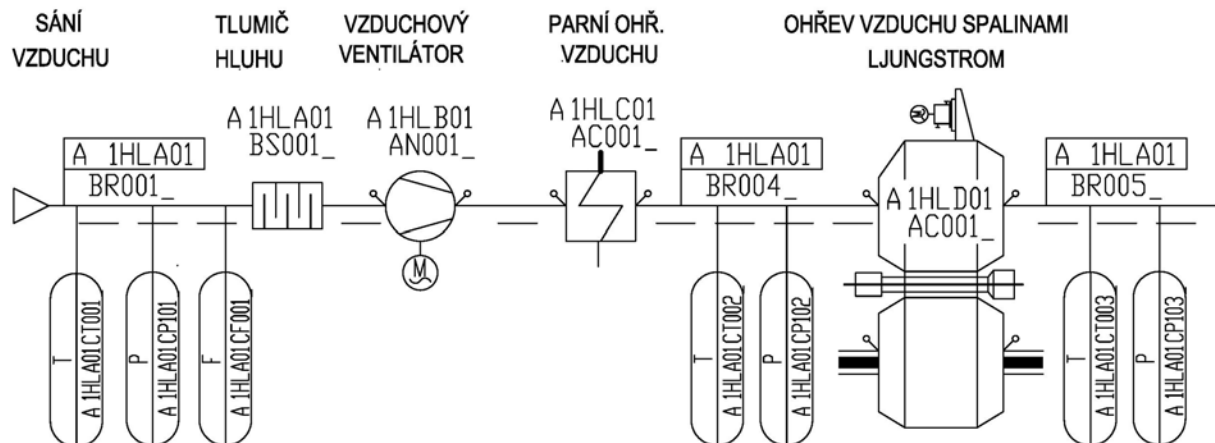 SÁNÍ
VZDUCHU
TLUMIČ
HLUHU
VZDUCHOVÝ
VENTILÁTOR
PARNÍ OHŘ.
VZDUCHU
OHŘEV VZDUCHU SPALINAMI
LJUNGSTROM
A 1HLA01
BR001_
A 1HLA01
BS001_
A 1HLB01
AN001_
M
A 1HLC01
AC001_
A 1HLA01
BR004_
M
A 1HLD01
AC001_
A 1HLA01
BR005_
T
A 1HLA01CT001
P
A 1HLA01CP101
F
A 1HLA01CF001
T
A 1HLA01CT002
P
A 1HLA01CP102
T
A 1HLA01CT003
P
A 1HLA01CP103